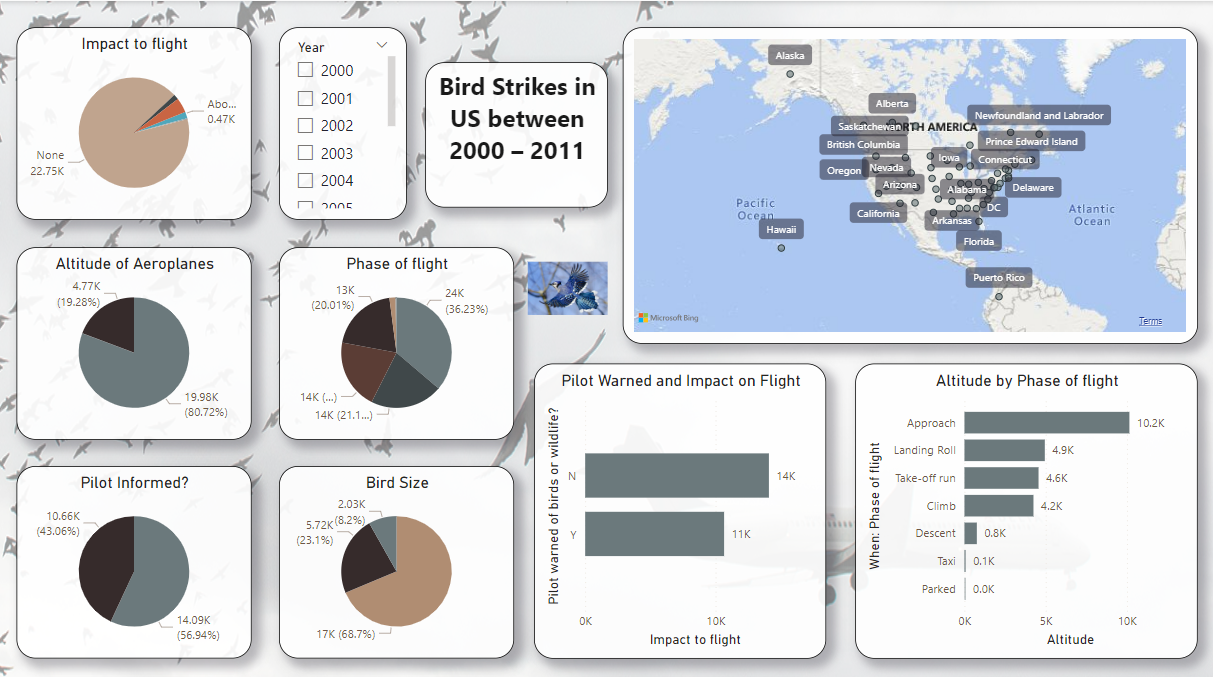 Impact to flight
Abo...
0.47K
None
22.75K
Year
2000
2001
2002
2003
2004
2005
Bird Strikes in
US between
2000 – 2011
Alaska
Alberta
Newfoundland and Labrador
Saskatchewan
NORTH AMERICA
British Columbia
Prince Edward Island
Iowa
Connecticut
Oregon
Nevada
Arizona
Alabama
Delaware
Pacific
Ocean
California
Arkansas
DC
Atlantic
Ocean
Hawaii
Florida
Puerto Rico
Microsoft Bing
Terms
Altitude of Aeroplanes
4.77K
(19.28%)
19.98K
(80.72%)
Phase of flight
13K
(20.01%)
24K
(36.23%)
14K (...)
14K (21.1...)
Pilot Informed?
10.66K
(43.06%)
14.09K
(56.94%)
Bird Size
2.03K
(8.2%)
5.72K
(23.1%)
17K (68.7%)
Pilot Warned and Impact on Flight
Pilot warned of birds or wildlife?
N
14K
Y
11K
0K
10K
Impact to flight
Altitude by Phase of flight
When: Phase of flight
Approach
10.2K
Landing Roll
4.9K
Take-off run
4.6K
Climb
4.2K
Descent
0.8K
Taxi
0.1K
Parked
0.0K
0K
5K
10K
Altitude